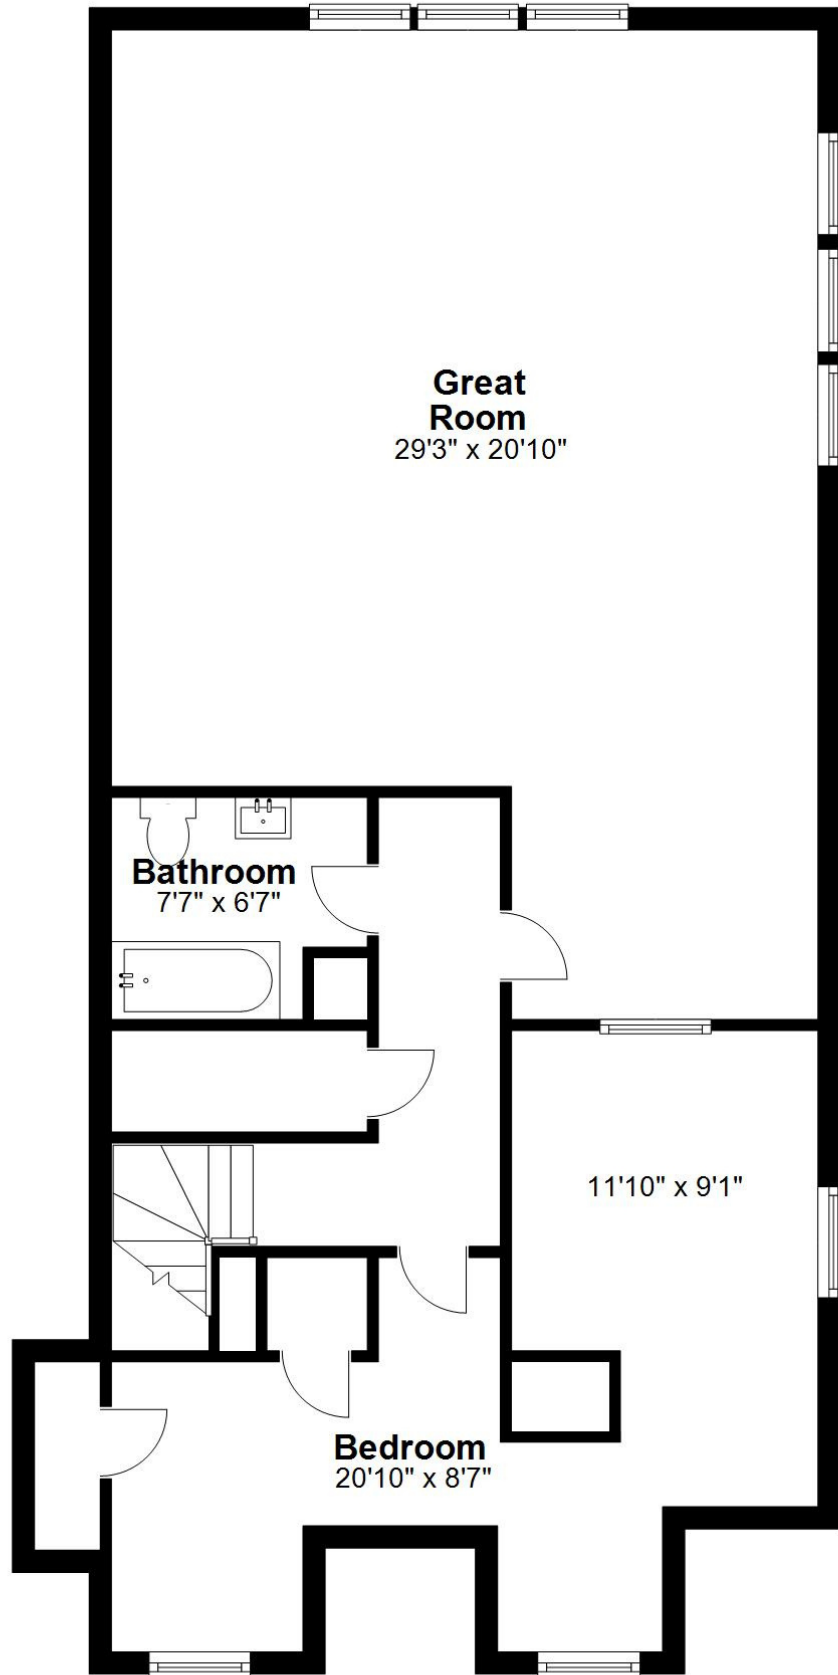 Great
Room
29'3" x 20'10"
Bathroom
7'7" x 6'7"
11'10" x 9'1"
Bedroom
20'10" x 8'7"